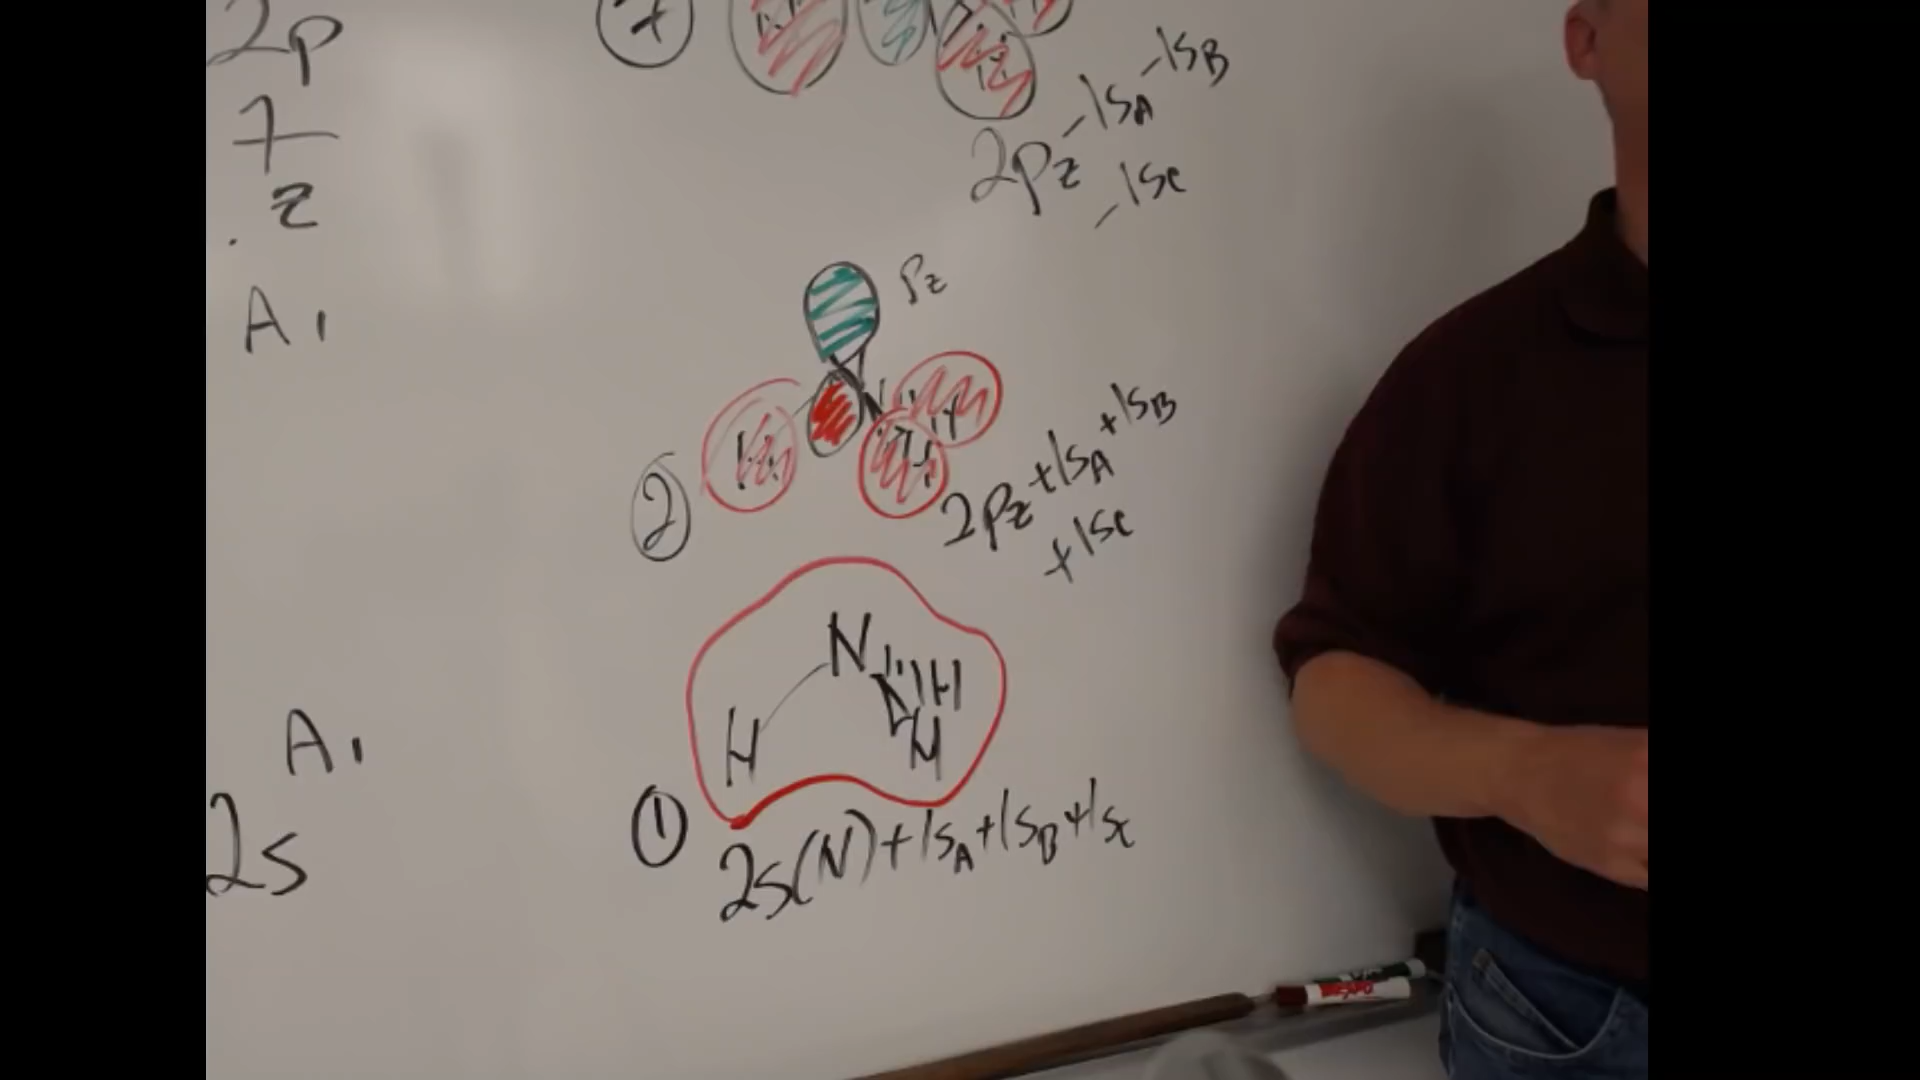 2p
z
A1
2pz -1sA -1sB
-1sc
Pz
2
H
H
H
2pz +1sA +1sB
+1sc
N
H
H
H
A1
2s
1
2s(N)+1sA+1sB+1sc
EXPO